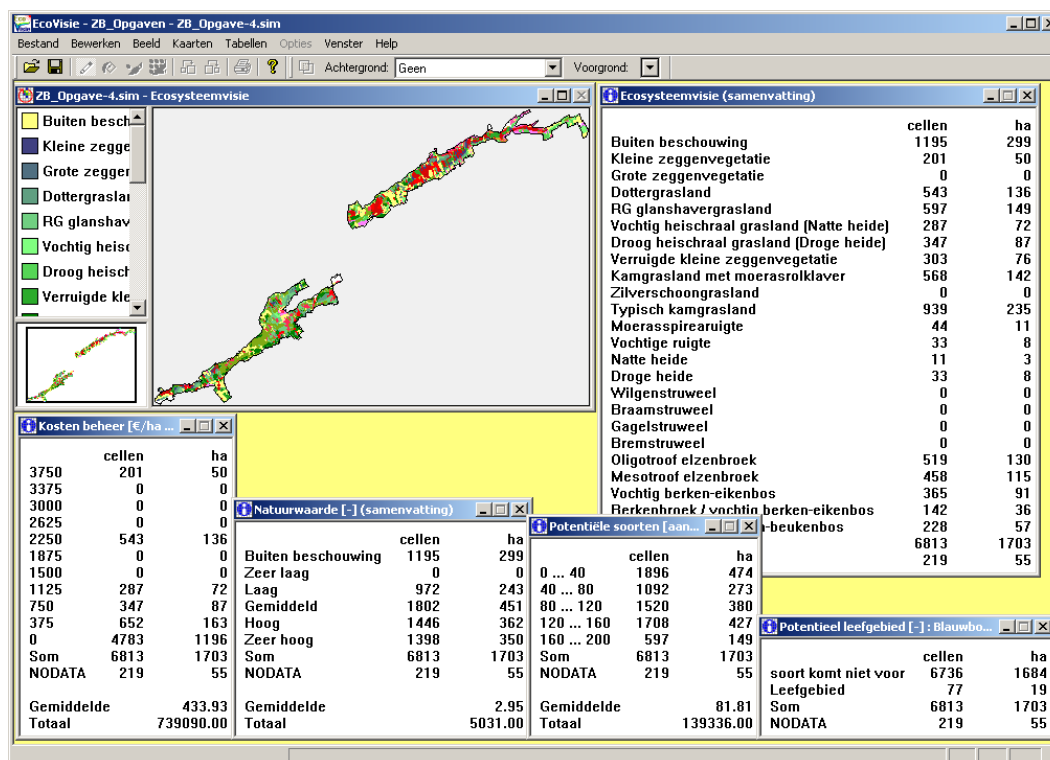 EcoVisie - ZB_Opgaven - ZB_Opgave-4.sim
Bestand Bewerken Beeld Kaarten Tabellen Opties Venster Help
Achtergrond: Geen Voorgrond:
ZB_Opgave-4.sim - Ecosysteemvisie
Buiten besch
Kleine zegge
Grote zegger
Dottergraslar
RG glanshav
Vochtig heisc
Droog heisch
Verruigde kle
Ecosysteemvisie (samenvatting)
cellen ha
Buiten beschouwing 1195 299
Kleine zeggenvegetatie 201 50
Grote zeggenvegetatie 0 0
Dottergrasland 543 136
RG glanshavergrasland 597 149
Vochtig heischraal grasland (Natte heide) 287 72
Droog heischraal grasland (Droge heide) 347 87
Verruigde kleine zeggenvegetatie 303 76
Kamgrasland met moerasrolklaver 568 142
Zilverschoongrasland 0 0
Typisch kamgrasland 939 235
Moerasspirearuigte 44 11
Vochtige ruigte 33 8
Natte heide 11 3
Droge heide 33 8
Wilgenstruweel 0 0
Braamstruweel 0 0
Gagelstruweel 0 0
Bremstruweel 0 0
Oligotroof elzenbroek 519 130
Mesotroof elzenbroek 458 115
Vochtig berken-eikenbos 365 91
Berkenbroek / vochtig berken-eikenbos 142 36
n-beukenbos 228 57
6813 1703
219 55
Kosten beheer [€/ha ...
cellen ha
3750 201 50
3375 0 0
3000 0 0
2625 0 0
2250 543 136
1875 0 0
1500 0 0
1125 287 72
750 347 87
375 652 163
0 4783 1196
Som 6813 1703
NODATA 219 55
Gemiddelde 433.93
Totaal 739090.00
Natuurwaarde [-] (samenvatting)
cellen ha
Buiten beschouwing 1195 299
Zeer laag 0 0
Laag 972 243
Gemiddeld 1802 451
Hoog 1446 362
Zeer hoog 1398 350
Som 6813 1703
NODATA 219 55
Gemiddelde 2.95
Totaal 5031.00
Potentiële soorten [aan...
cellen ha
0 ... 40 1896 474
40 ... 80 1092 273
80 ... 120 1520 380
120 ... 160 1708 427
160 ... 200 597 149
Som 6813 1703
NODATA 219 55
Gemiddelde 81.81
Totaal 139336.00
Potentieel leefgebied [-] : Blauwbo...
cellen ha
soort komt niet voor 6736 1684
Leefgebied 77 19
Som 6813 1703
NODATA 219 55